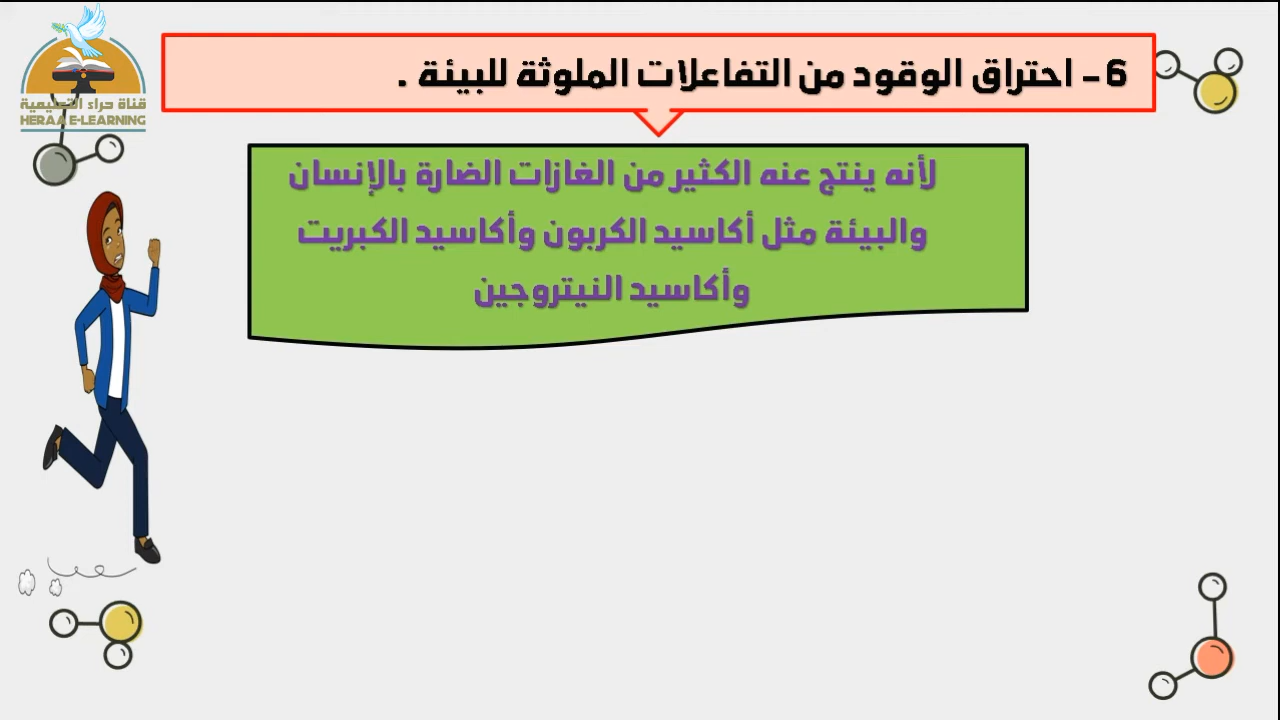 قناة حراء التعليمية
HERAA E-LEARNING
6 – احتراق الوقود من التفاعلات الملوثة للبيئة .
لأنه ينتج عنه الكثير من الغازات الضارة بالإنسان
والبيئة مثل أكاسيد الكربون وأكاسيد الكبريت
وأكاسيد النيتروجين